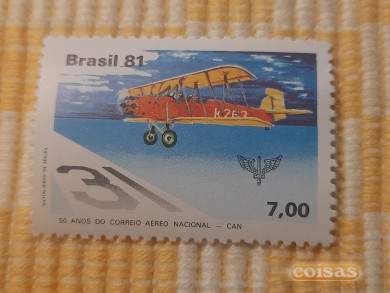 Brasil 81
K 263
31
50 ANOS DO CORREIO AÉREO NACIONAL — CAN
7,00
coisas